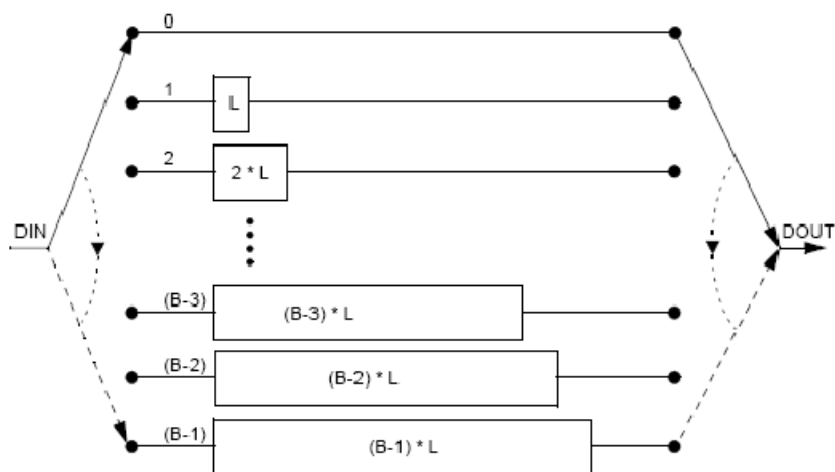 0
1
L
2
2 * L
DIN
DOUT
(B-3)
(B-3) * L
(B-2)
(B-2) * L.
(B-1)
(B-1) * L